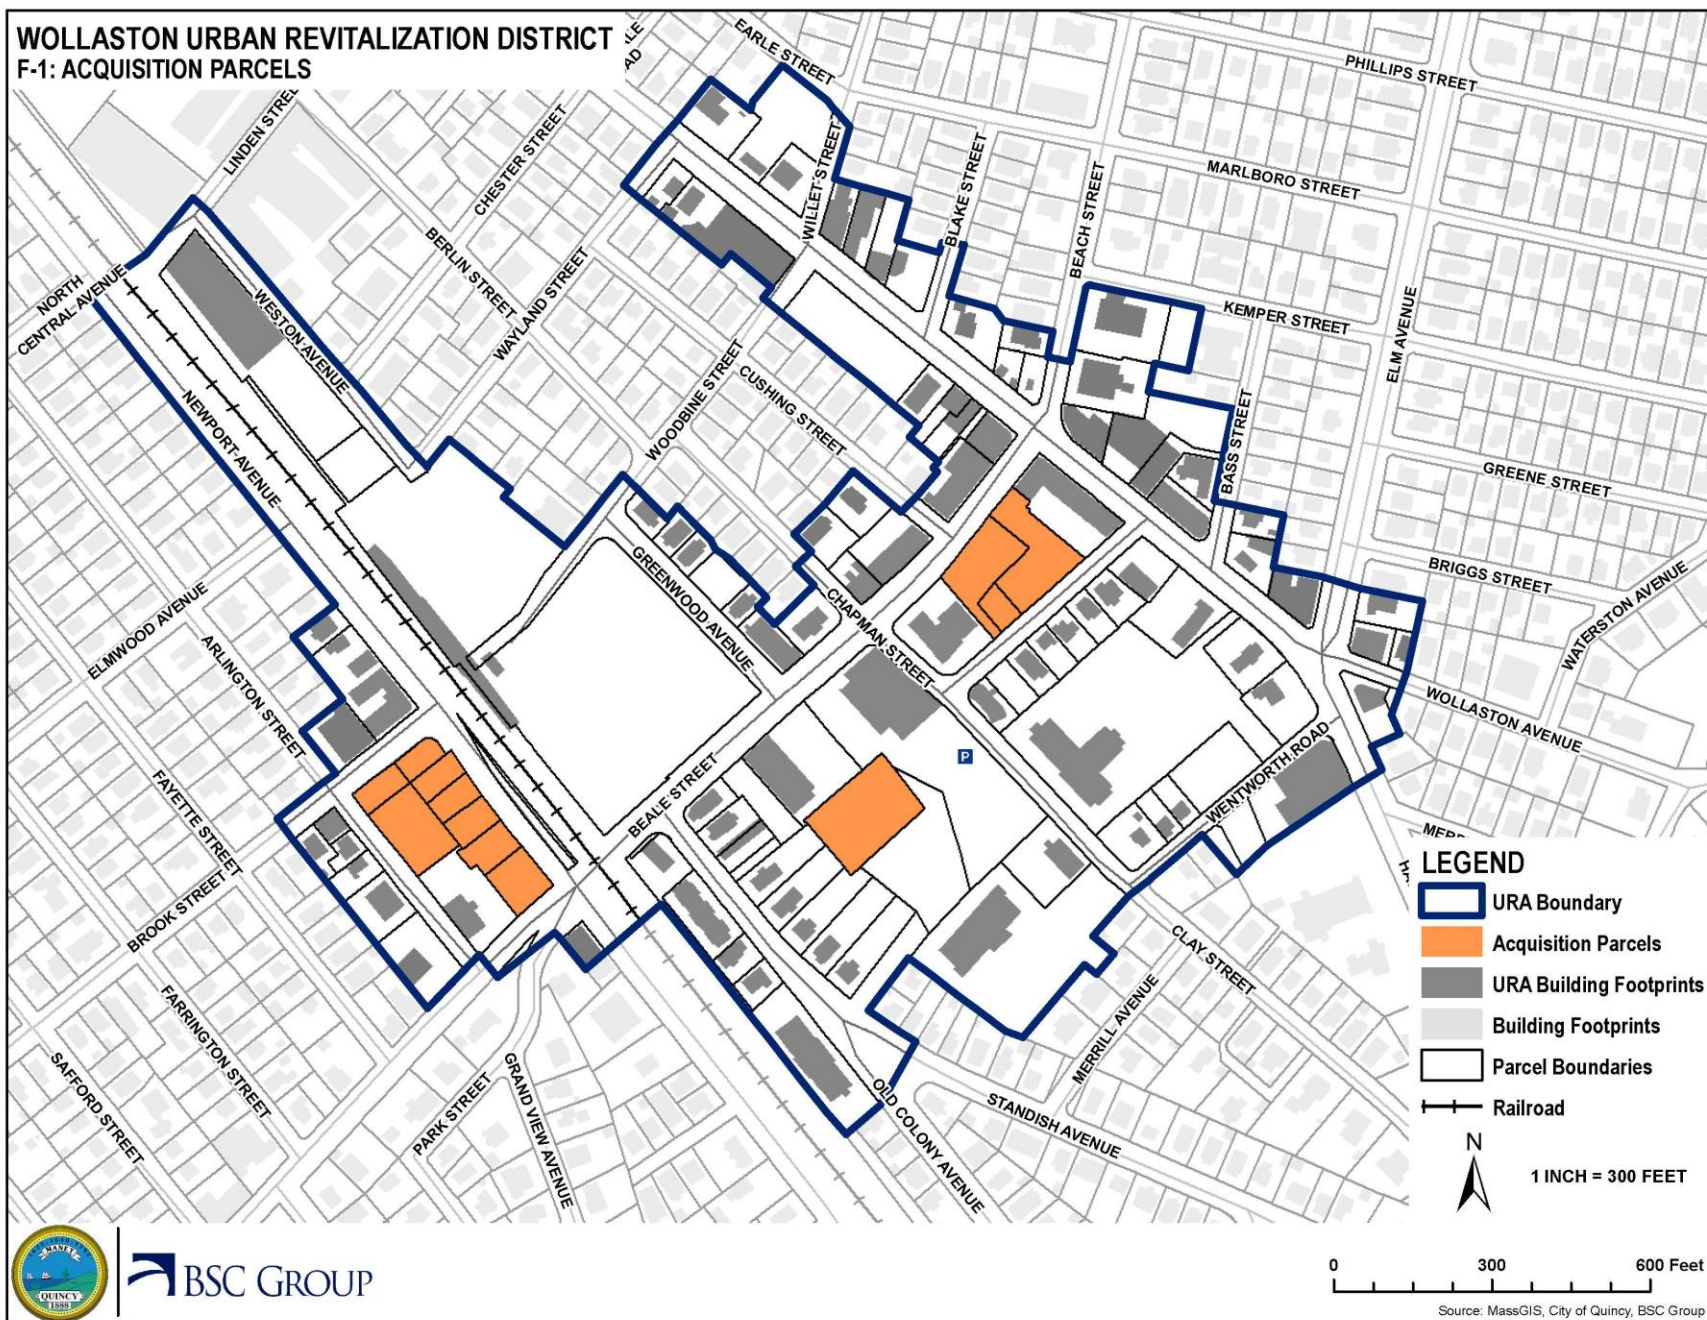 WOLLASTON URBAN REVITALIZATION DISTRICT
F-1: ACQUISITION PARCELS
EARLE STREET
PHILLIPS STREET
LINDEN STREE
CHESTER STREET
WILLET STREET
BLAKE STREET
BEACH STREET
MARLBORO STREET
BERLIN STREET
WAYLAND STREET
NORTH
CENTRAL AVENUE
WESTON AVENUE
KEMPER STREET
ELM AVENUE
NEWPORT AVENUE
WOODBINE STREET
CUSHING STREET
BASS STREET
GREENE STREET
GREENWOOD AVENUE
CHAPMAN STREET
BRIGGS STREET
WATERSTON AVENUE
ELMWOOD AVENUE
ARLINGTON STREET
WOLLASTON AVENUE
FAYETTE STREET
BEALE STREET
P
WENTWORTH ROAD
BROOK STREET
FARRINGTON STREET
SAFFORD STREET
PARK STREET
GRAND VIEW AVENUE
OLD COLONY AVENUE
STANDISH AVENUE
MERRILL AVENUE
CLAY STREET
LEGEND
URA Boundary
Acquisition Parcels
URA Building Footprints
Building Footprints
Parcel Boundaries
Railroad
N
1 INCH = 300 FEET
MANET
QUINCY
1888
BSC GROUP
0 300 600 Feet
Source: MassGIS, City of Quincy, BSC Group